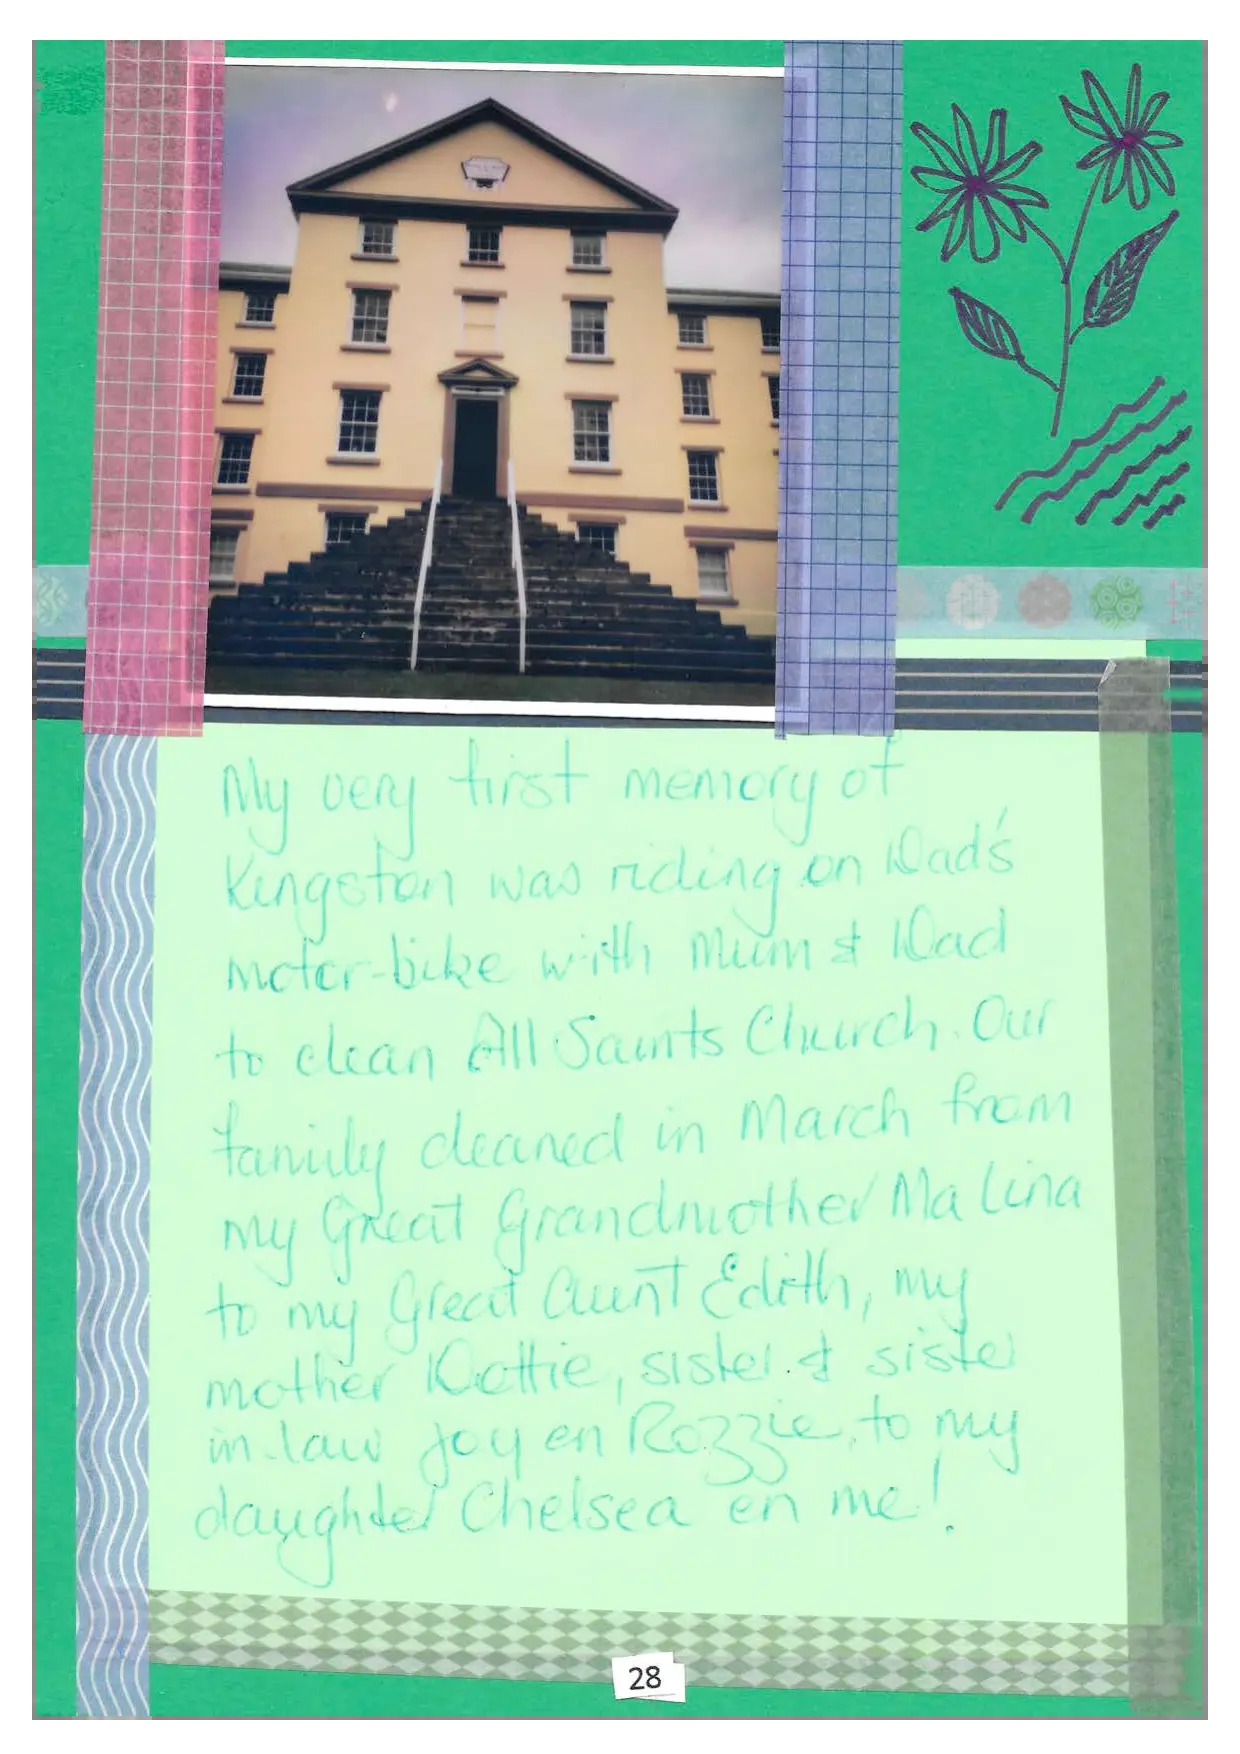 My very first memory of
Kingston was riding on Dad's
motor-bike with Mum & Dad
to clean All Saints Church. Our
family cleaned in March from
my Great Grandmother Ma Lina
to my Great Aunt Edith, my
mother Dottie, sister & sister
in-law Joy en Rozzie, to my
daughter Chelsea en me!
28